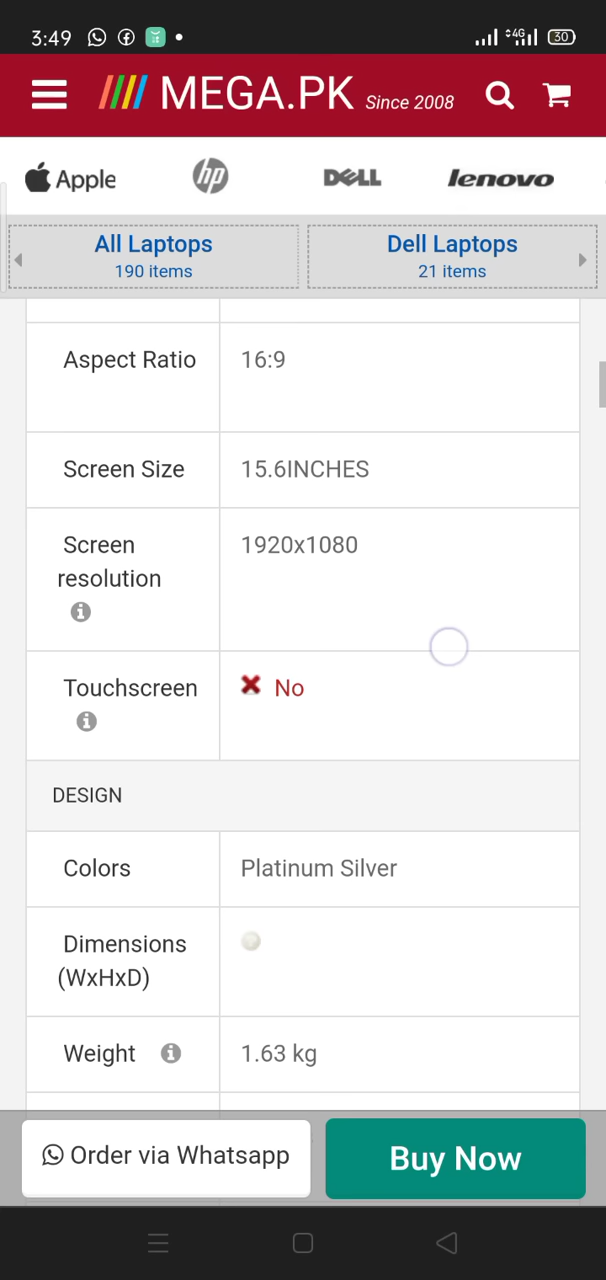 3:49
4G
30
MEGA.PK Since 2008
Apple
hp
DELL
lenovo
All Laptops
190 items
Dell Laptops
21 items
Aspect Ratio
16:9
Screen Size
15.6INCHES
Screen
resolution
1920x1080
Touchscreen
No
DESIGN
Colors
Platinum Silver
Dimensions
(WxHxD)
Weight
1.63 kg
Order via Whatsapp
Buy Now